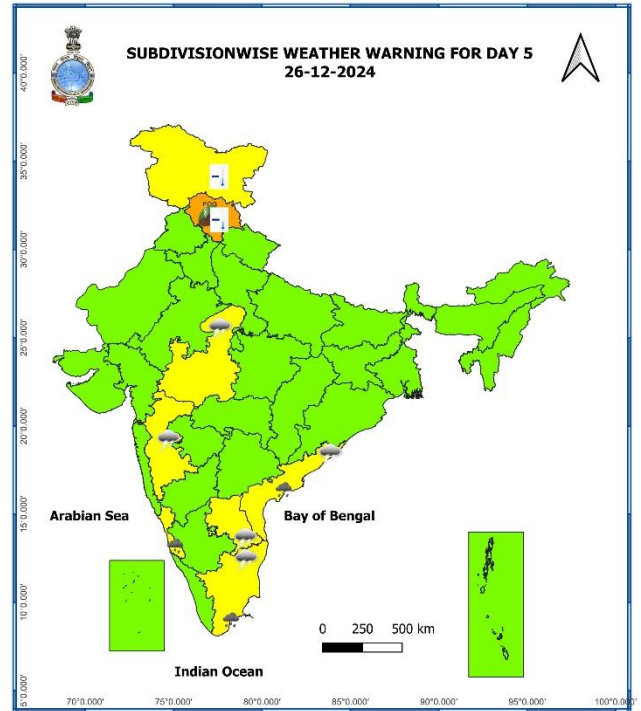 SUBDIVISIONWISE WEATHER WARNING FOR DAY 5
26-12-2024
40°0.000'
35°0.000'
FOG
30°0.000'
25°0.000'
20°0.000'
15°0.000'
Arabian Sea
Bay of Bengal
10°0.000'
0 250 500 km
Indian Ocean
5°0.000'
70°0.000' 75°0.000' 80°0.000' 85°0.000' 90°0.000' 95°0.000' 100°0.000'